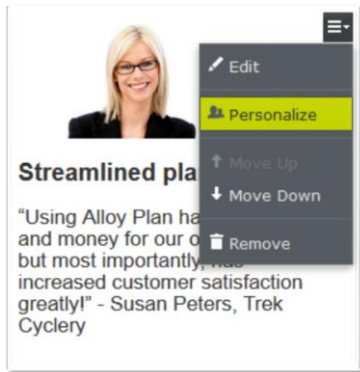 Edit
Personalize
Move Up
Move Down
Remove
Streamlined pla
“Using Alloy Plan ha
and money for our o
but most importantly,
increased customer satisfaction
greatly!” - Susan Peters, Trek
Cyclery